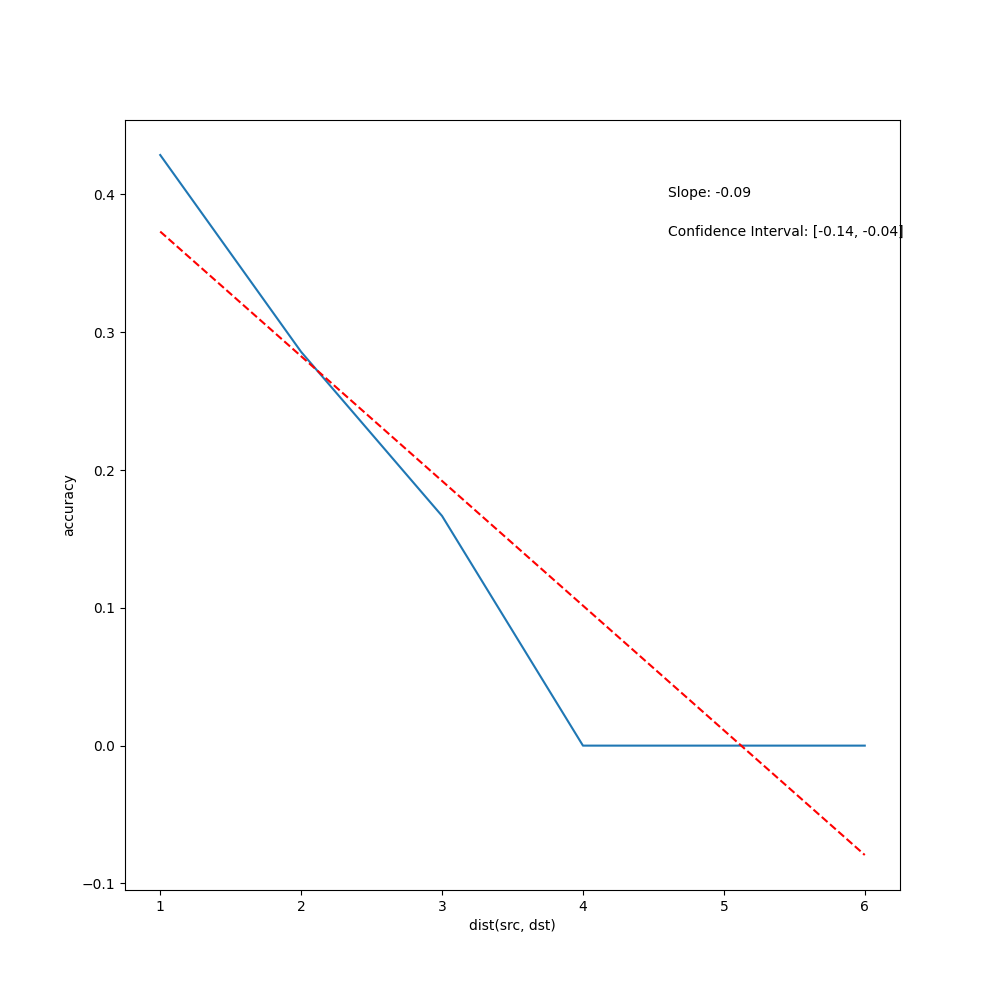 Slope: -0.09
Confidence Interval: [-0.14, -0.04]
0.4
0.3
0.2
0.1
0.0
−0.1
accuracy
1 2 3 4 5 6
dist(src, dst)